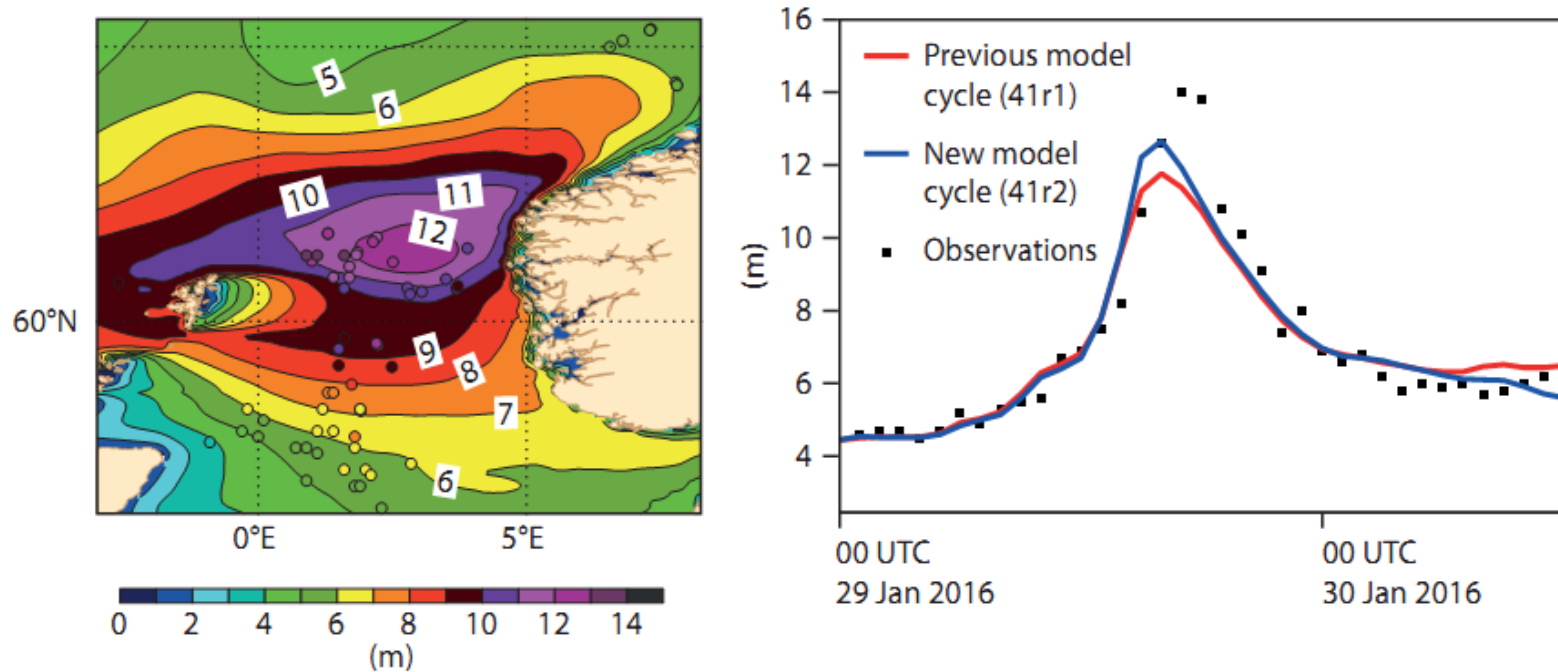 5
6
10
11
12
9
8
7
6
60°N
0°E
5°E
0 2 4 6 8 10 12 14
(m)
16
14
12
10
8
6
4
(m)
Previous model
cycle (41r1)
New model
cycle (41r2)
Observations
00 UTC
29 Jan 2016
00 UTC
30 Jan 2016